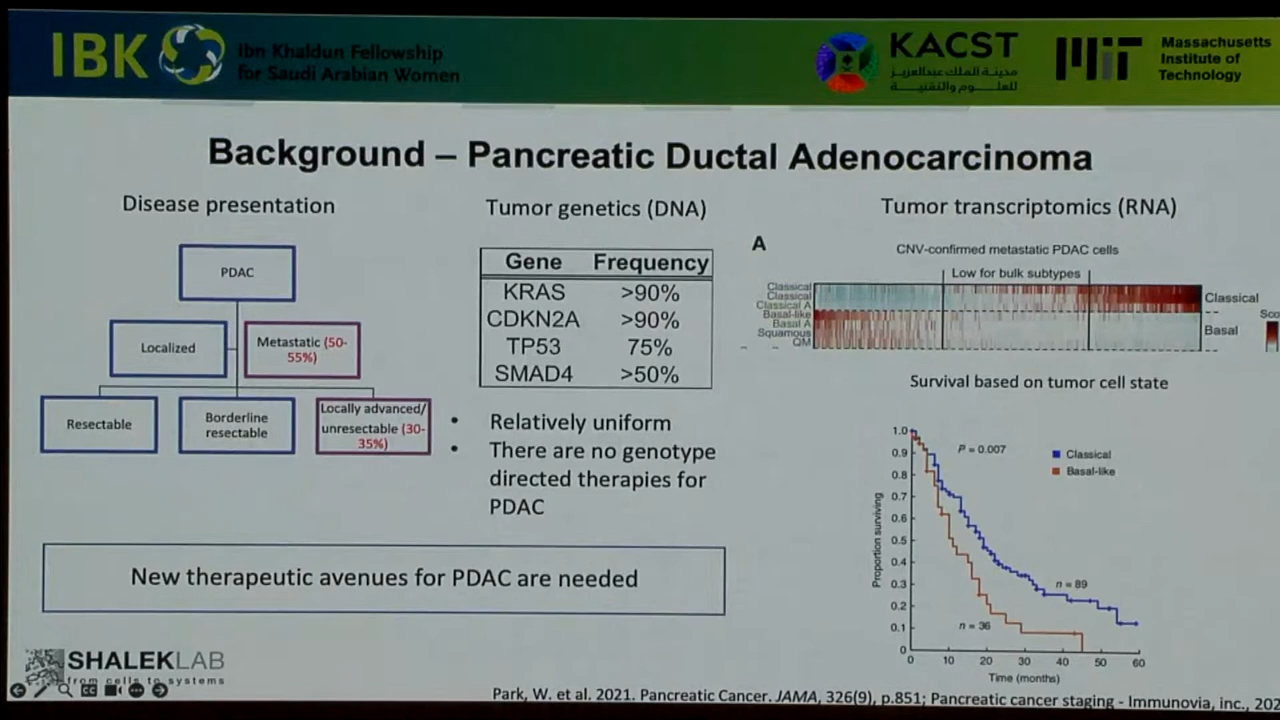 IBK
Ibn Khaldun Fellowship
for Saudi Arabian Women
KACST
مدينة الملك عبدالعزيز
للعلـــوم والتقنيـــة
Massachusetts
Institute of
Technology
Background – Pancreatic Ductal Adenocarcinoma
Disease presentation
PDAC
Localized
Metastatic (50-
55%)
Resectable
Borderline
resectable
Locally advanced/
unresectable (30-
35%)
Tumor genetics (DNA)
Gene Frequency
KRAS >90%
CDKN2A >90%
TP53 75%
SMAD4 >50%
• Relatively uniform
• There are no genotype
directed therapies for
PDAC
New therapeutic avenues for PDAC are needed
Tumor transcriptomics (RNA)
A
CNV-confirmed metastatic PDAC cells
Low for bulk subtypes
Classical
Classical
Classical A
Basal-like
Basal A
Squamous
QM
Classical
Basal
Sco
Survival based on tumor cell state
P = 0.007
Classical
Basal-like
n = 89
n = 36
Proportion surviving
1.0
0.9
0.8
0.7
0.6
0.5
0.4
0.3
0.2
0.1
0
0 10 20 30 40 50 60
Time (months)
SHALEKLAB
from cells to systems
Park, W. et al. 2021. Pancreatic Cancer. JAMA, 326(9), p.851; Pancreatic cancer staging - Immunovia, inc., 202